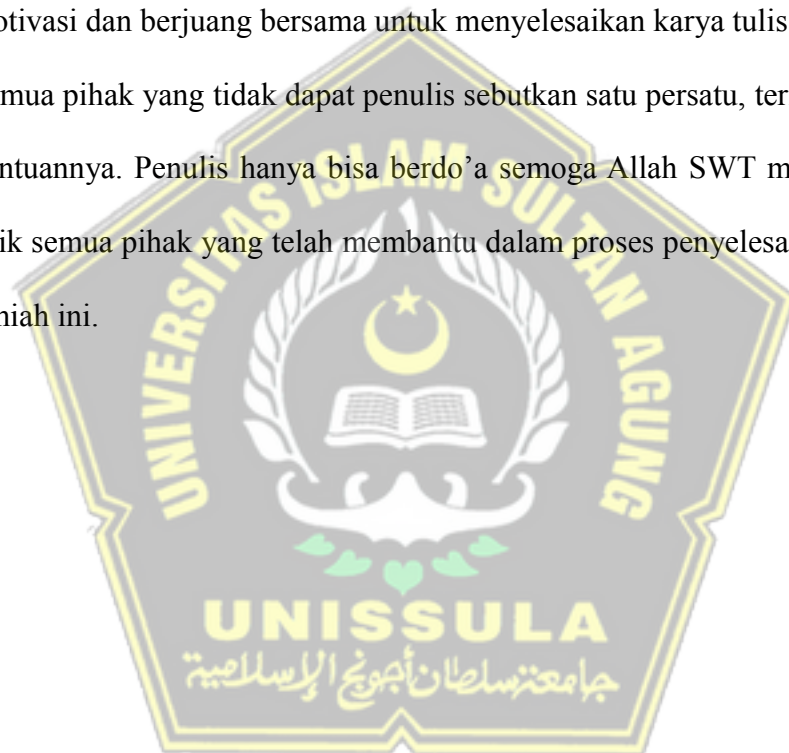 otivasi dan berjuang bersama untuk menyelesaikan karya tulis
mua pihak yang tidak dapat penulis sebutkan satu persatu, ter
ntuannya. Penulis hanya bisa berdo’a semoga Allah SWT m
ik semua pihak yang telah membantu dalam proses penyelesa
niah ini.
UNIVERSITAS ISLAM SULTAN AGUNG
UNISSULA
جامعتنسلطان أجونج الإسلامية